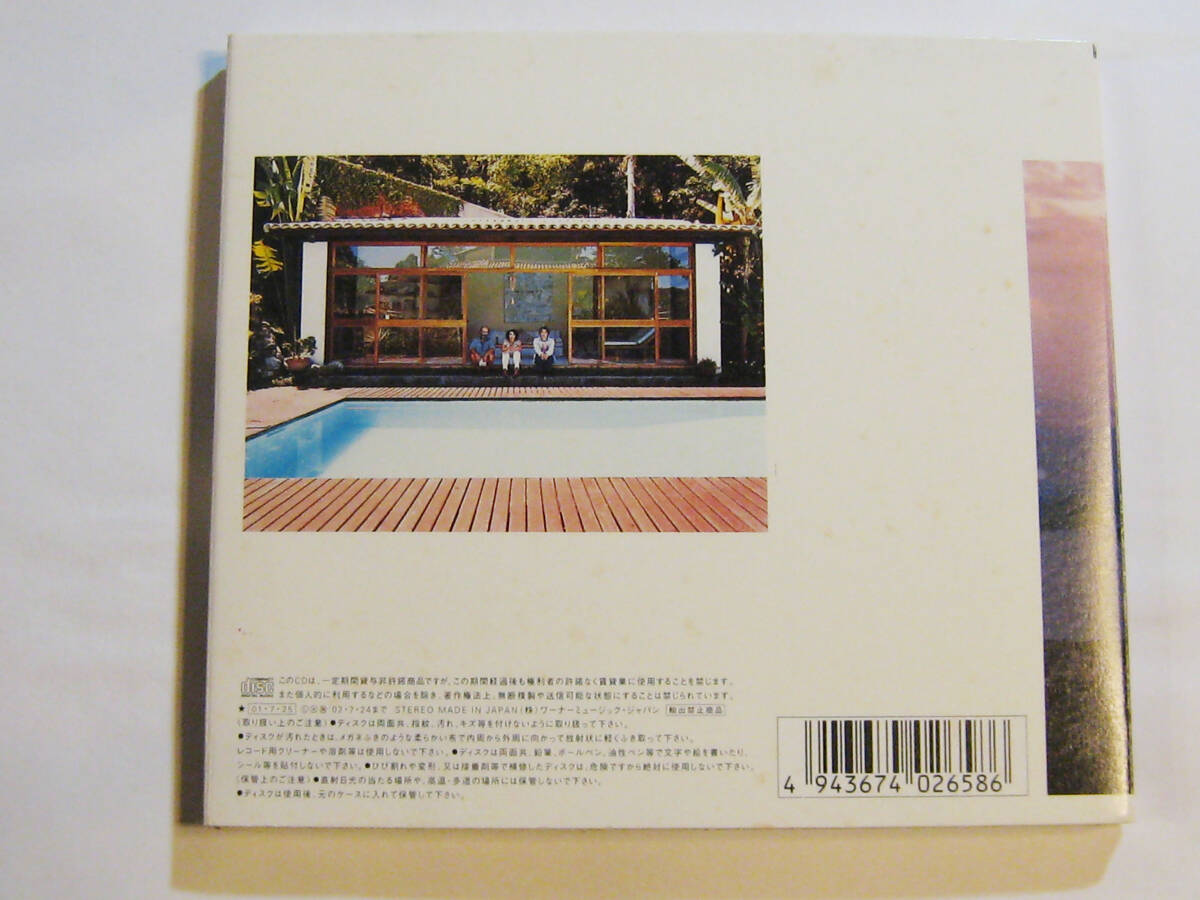 COMPACT disc DIGITAL AUDIO このCDは、一定期間貸与非許諾商品ですが、この期間経過後も権利者の許諾なく賃貸業に使用することを禁じます。
また個人的に利用するなどの場合を除き、著作権法上、無断複製や送信可能な状態にすることは禁じられています。
★ 01・7・25 02・7・24まで STEREO MADE IN JAPAN (株)ワーナーミュージック・ジャパン 輸出禁止商品
(取り扱い上のご注意) ●ディスクは両面共、指紋、汚れ、キズ等を付けないように取り扱って下さい。
●ディスクが汚れたときは、メガネふきのような柔らかい布で内周から外周に向かって放射状に軽くふき取って下さい。
レコード用クリーナーや溶剤等は使用しないで下さい。●ディスクは両面共、鉛筆、ボールペン、油性ペン等で文字や絵を書いたり、
シール等を貼付しないで下さい。●ひび割れや変形、又は接着剤等で補修したディスクは、危険ですから絶対に使用しないで下さい。
(保管上のご注意) ●直射日光の当たる場所や、高温・多湿の場所には保管しないで下さい。
●ディスクは使用後、元のケースに入れて保管して下さい。
4 943674 026586